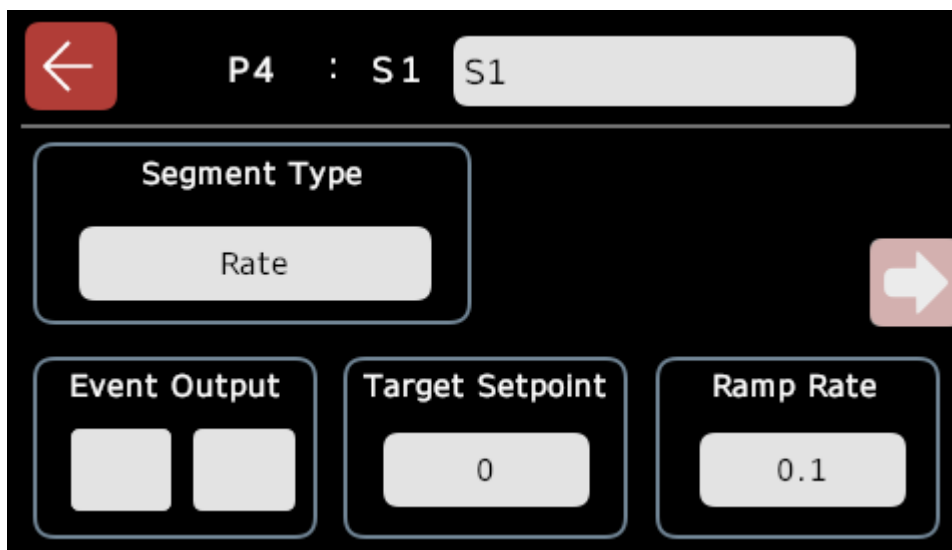 P4 : S1 S1
Segment Type
Rate
Event Output Target Setpoint Ramp Rate
0 0.1